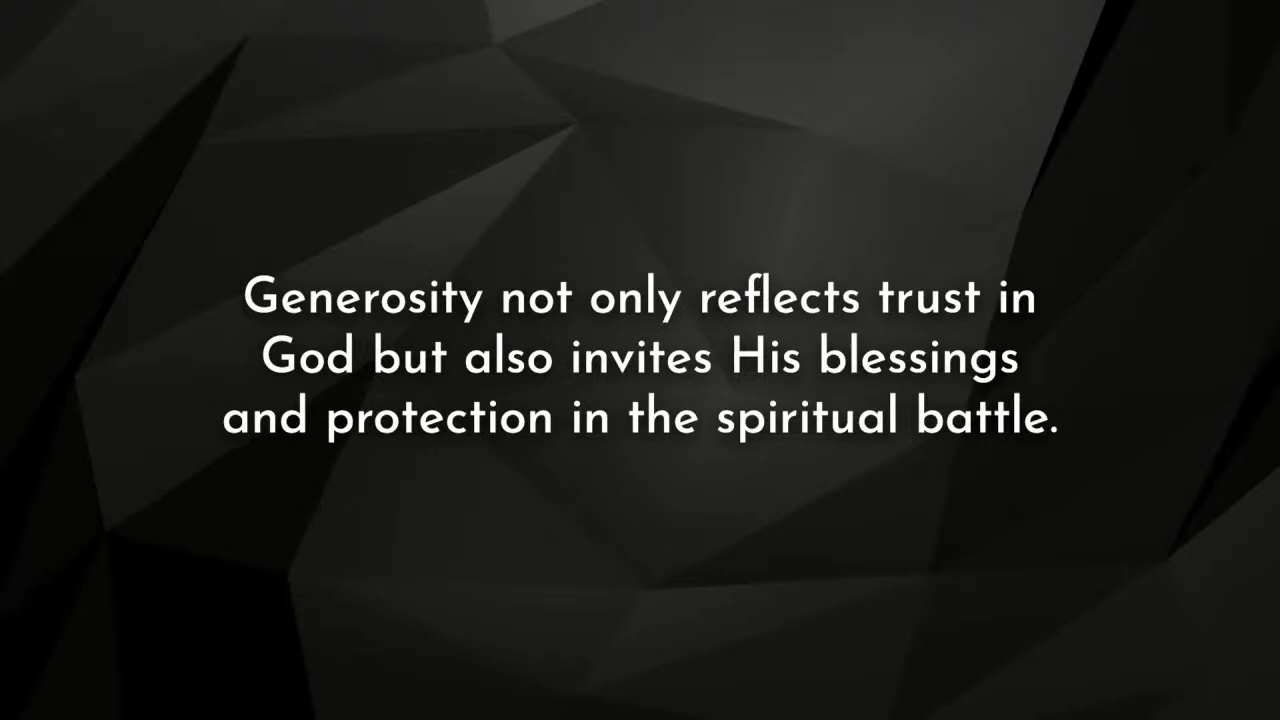 Generosity not only reflects trust in
God but also invites His blessings
and protection in the spiritual battle.